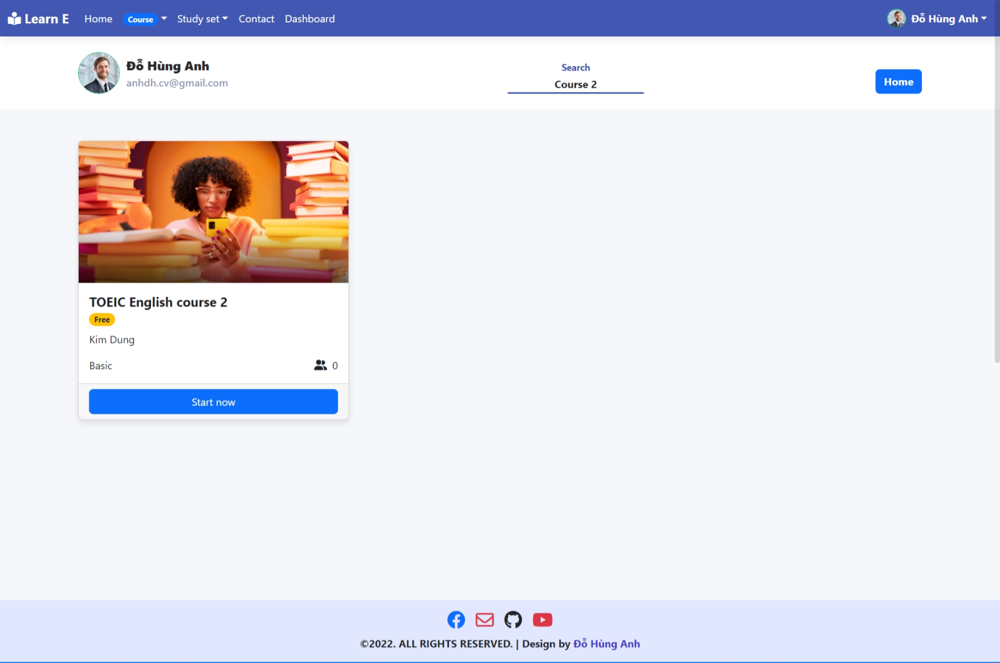 Learn E Home Course Study set Contact Dashboard Đỗ Hùng Anh
Đỗ Hùng Anh
anhdh.cv@gmail.com
Search
Course 2
Home
TOEIC English course 2
Free
Kim Dung
Basic 0
Start now
©2022. ALL RIGHTS RESERVED. | Design by Đỗ Hùng Anh